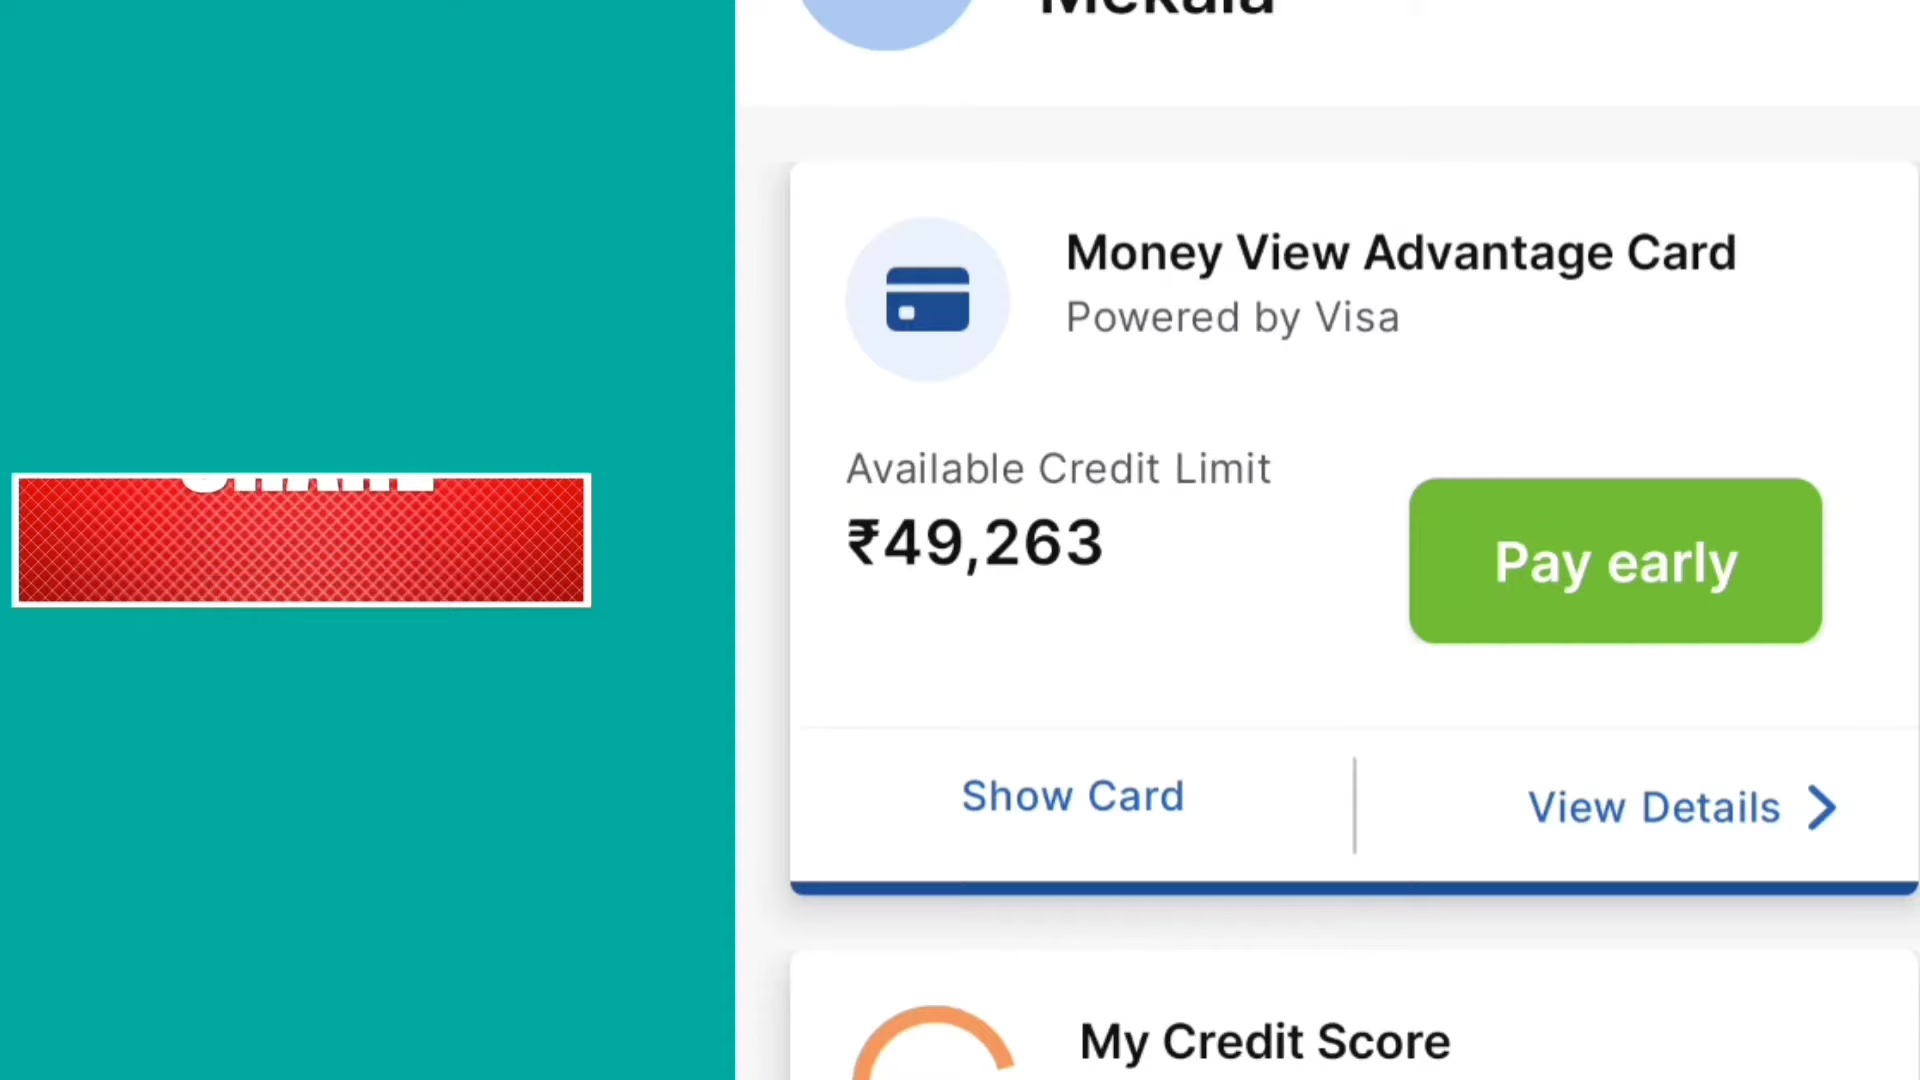 Mekala
Money View Advantage Card
Powered by Visa
Available Credit Limit
₹49,263
Pay early
Show Card
View Details
My Credit Score